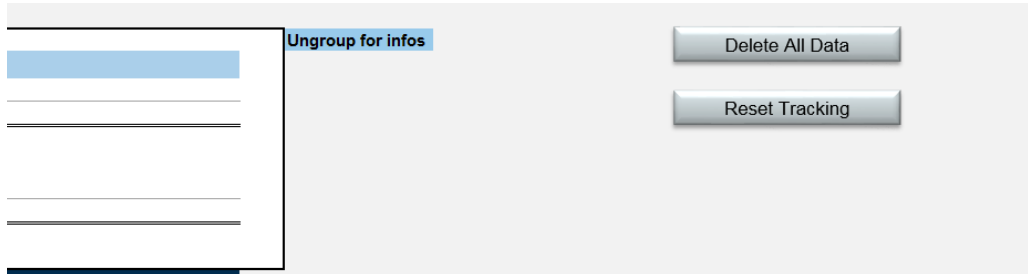 Ungroup for infos
Delete All Data
Reset Tracking